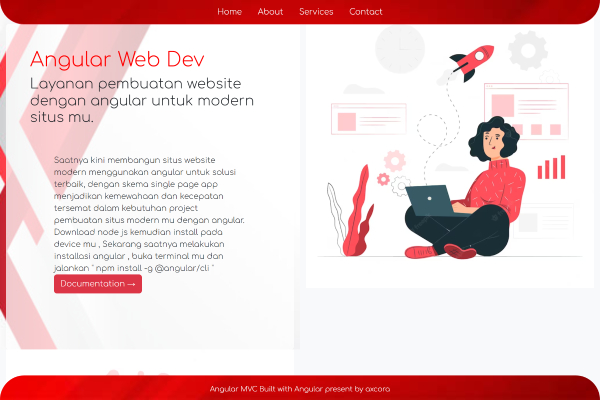 Home About Services Contact
Angular Web Dev
Layanan pembuatan website
dengan angular untuk modern
situs mu.
Saatnya kini membangun situs website
modern menggunakan angular untuk solusi
terbaik, dengan skema single page app
menjadikan kemewahaan dan kecepatan
tersemat dalam kebutuhan project
pembuatan situs modern mu dengan angular.
Download node js kemudian install pada
device mu , Sekarang saatnya melakukan
installasi angular , buka terminal mu dan
jalankan " npm install -g @angular/cli "
Documentation →
Angular MVC Built with Angular present by axcora